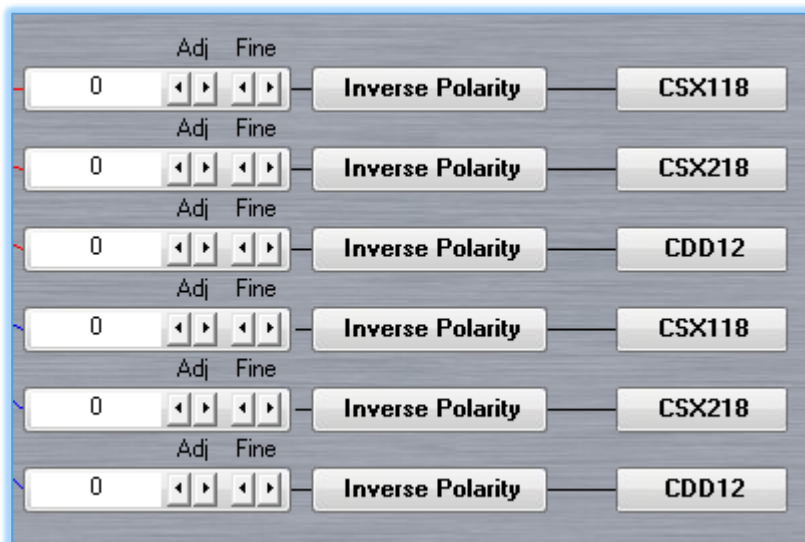 Adj Fine
0 Inverse Polarity CSX118
Adj Fine
0 Inverse Polarity CSX218
Adj Fine
0 Inverse Polarity CDD12
Adj Fine
0 Inverse Polarity CSX118
Adj Fine
0 Inverse Polarity CSX218
Adj Fine
0 Inverse Polarity CDD12